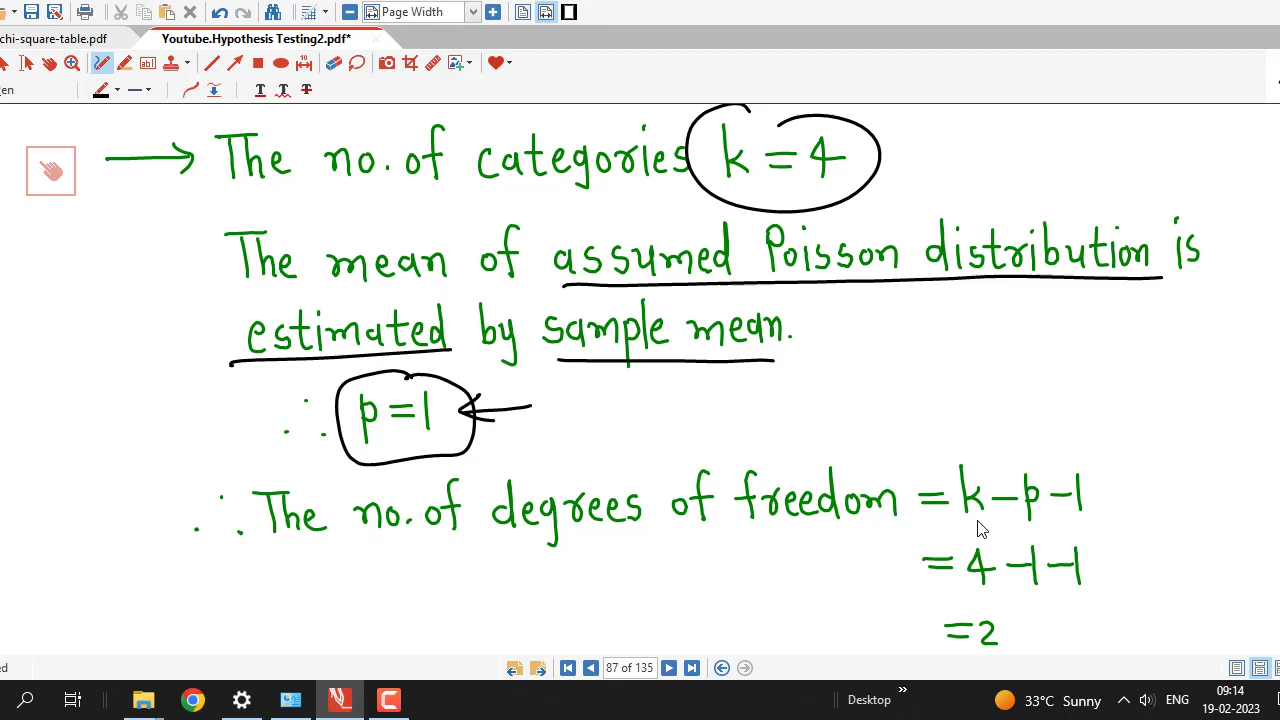 Page Width
chi-square-table.pdf
Youtube.Hypothesis Testing2.pdf*
→ The no. of categories k = 4
The mean of assumed Poisson distribution is
estimated by sample mean.
∴ p = 1
∴ The no. of degrees of freedom = k - p - 1
= 4 - 1 - 1
= 2
87 of 135
Desktop
»
33°C Sunny
ENG
09:14
19-02-2023